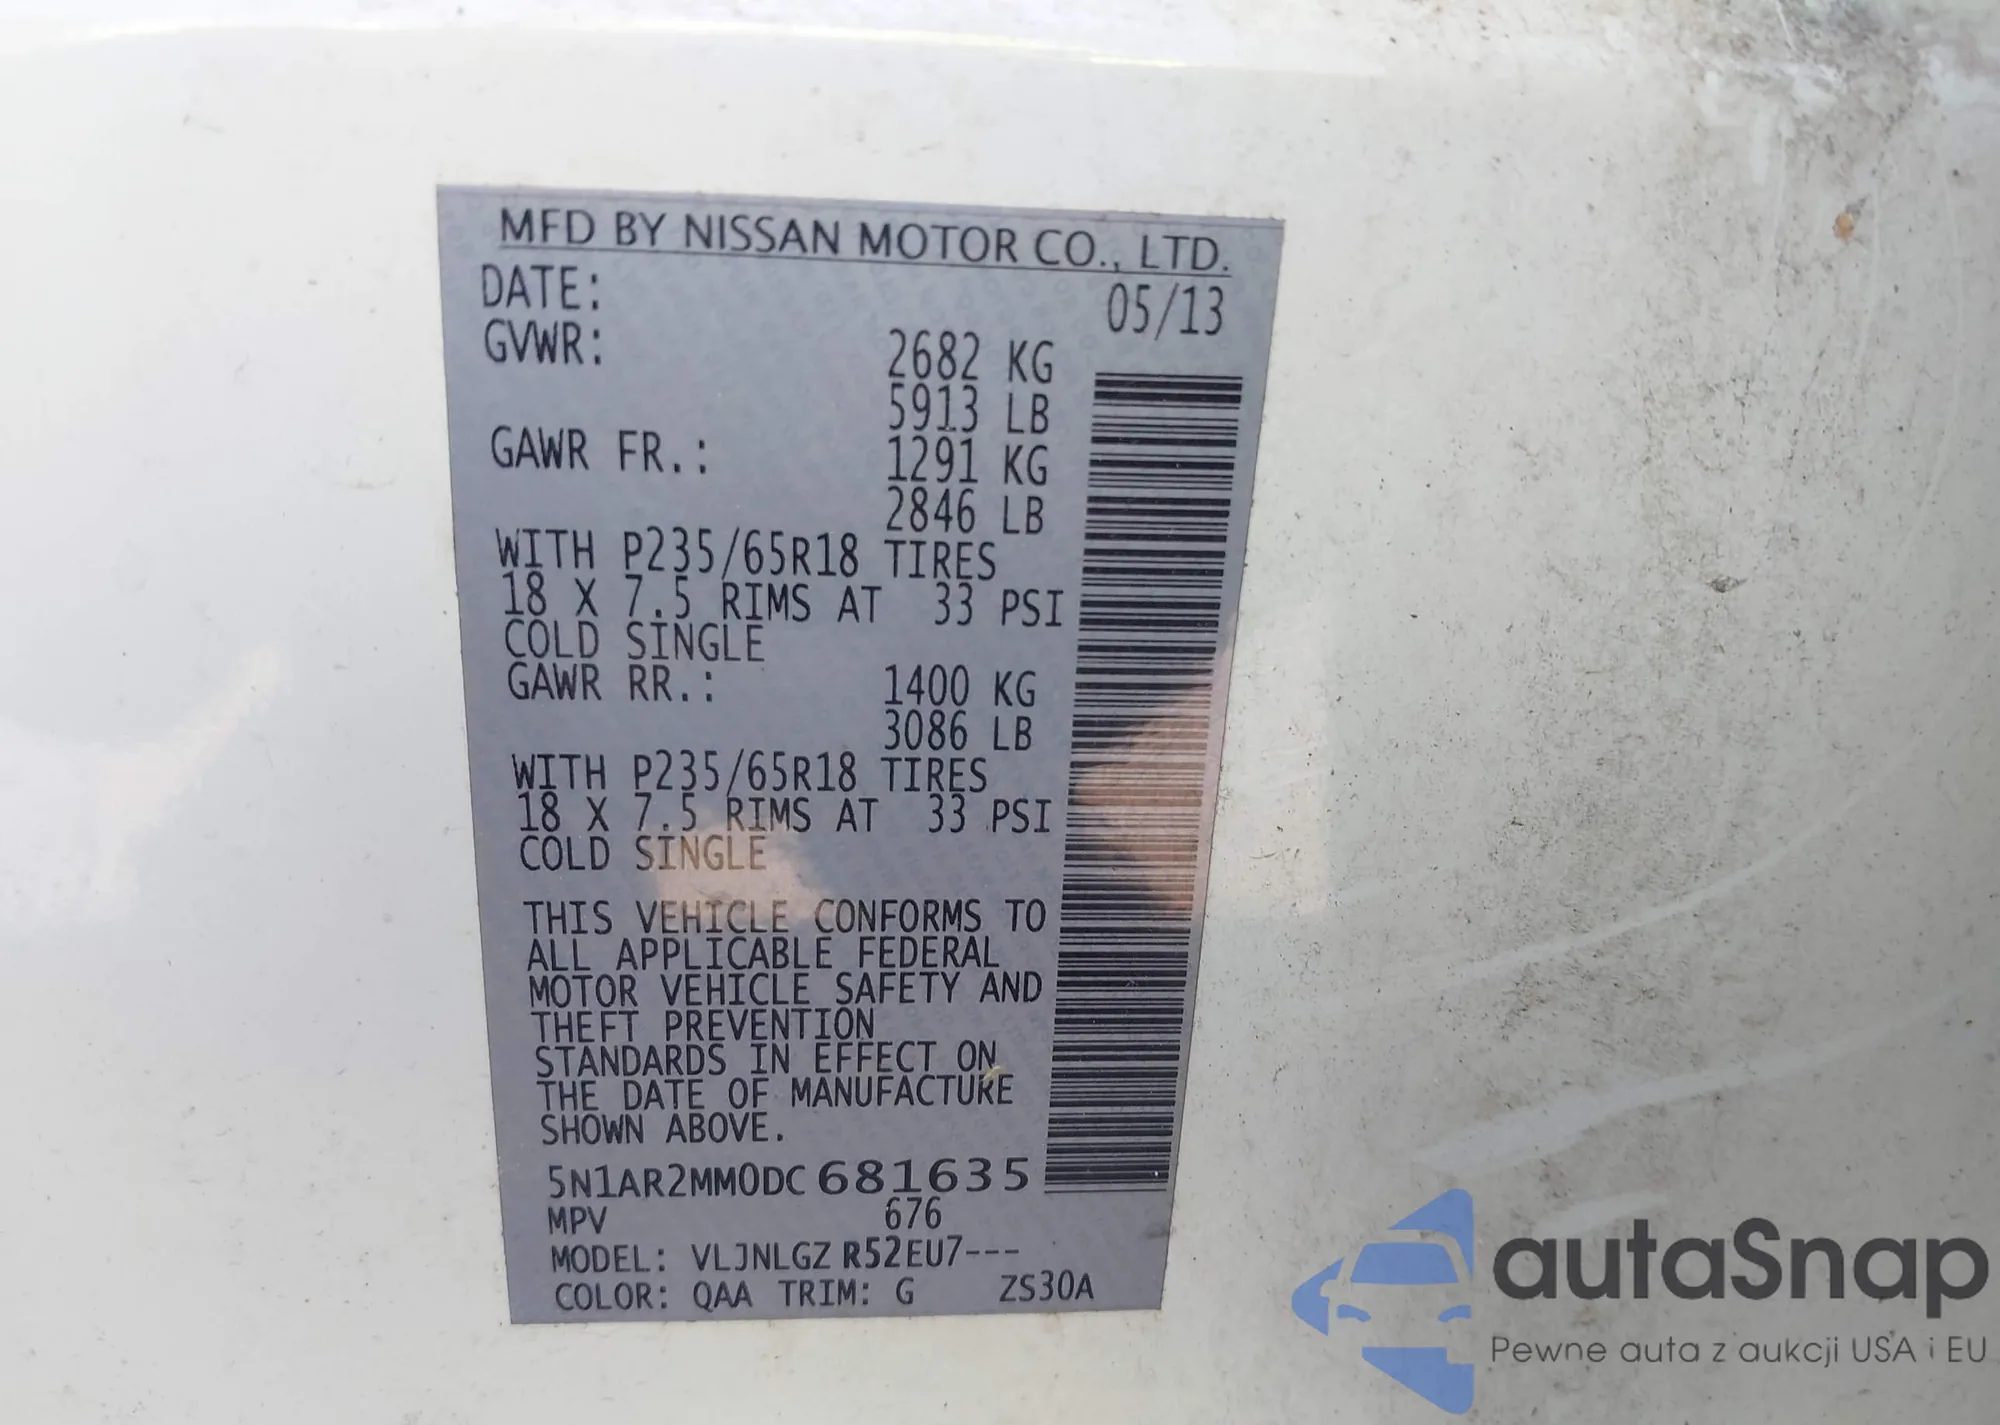 MFD BY NISSAN MOTOR CO., LTD.
DATE: 05/13
GVWR: 2682 KG
5913 LB
GAWR FR.: 1291 KG
2846 LB
WITH P235/65R18 TIRES
18 X 7.5 RIMS AT 33 PSI
COLD SINGLE
GAWR RR.: 1400 KG
3086 LB
WITH P235/65R18 TIRES
18 X 7.5 RIMS AT 33 PSI
COLD SINGLE
THIS VEHICLE CONFORMS TO
ALL APPLICABLE FEDERAL
MOTOR VEHICLE SAFETY AND
THEFT PREVENTION
STANDARDS IN EFFECT ON
THE DATE OF MANUFACTURE
SHOWN ABOVE.
5N1AR2MM0DC681635
MPV 676
MODEL: VLJNLGZ R52EU7---
COLOR: QAA TRIM: G ZS30A
autaSnap
Pewne auta z aukcji USA i EU